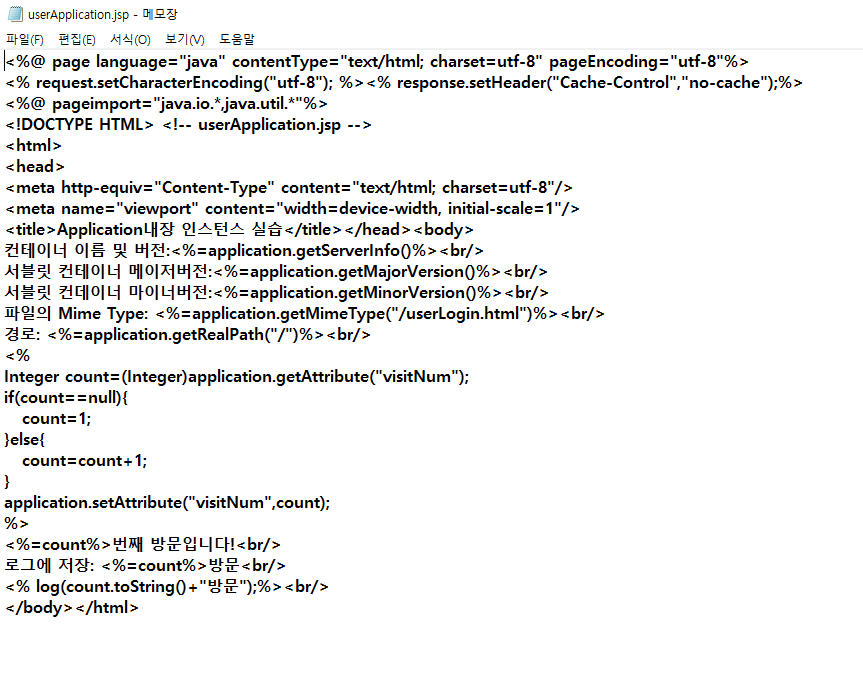 userApplication.jsp - 메모장
파일(F) 편집(E) 서식(O) 보기(V) 도움말
<%@ page language="java" contentType="text/html; charset=utf-8" pageEncoding="utf-8"%>
<% request.setCharacterEncoding("utf-8"); %><% response.setHeader("Cache-Control","no-cache");%>
<%@ pageimport="java.io.*,java.util.*"%>
<!DOCTYPE HTML> <!-- userApplication.jsp -->
<html>
<head>
<meta http-equiv="Content-Type" content="text/html; charset=utf-8"/>
<meta name="viewport" content="width=device-width, initial-scale=1"/>
<title>Application내장 인스턴스 실습</title></head><body>
컨테이너 이름 및 버전:<%=application.getServerInfo()%><br/>
서블릿 컨테이너 메이저버전:<%=application.getMajorVersion()%><br/>
서블릿 컨데이너 마이너버전:<%=application.getMinorVersion()%><br/>
파일의 Mime Type: <%=application.getMimeType("/userLogin.html")%><br/>
경로: <%=application.getRealPath("/")%><br/>
<%
Integer count=(Integer)application.getAttribute("visitNum");
if(count==null){
    count=1;
}else{
    count=count+1;
}
application.setAttribute("visitNum",count);
%>
<%=count%>번째 방문입니다!<br/>
로그에 저장: <%=count%>방문<br/>
<% log(count.toString()+"방문");%><br/>
</body></html>